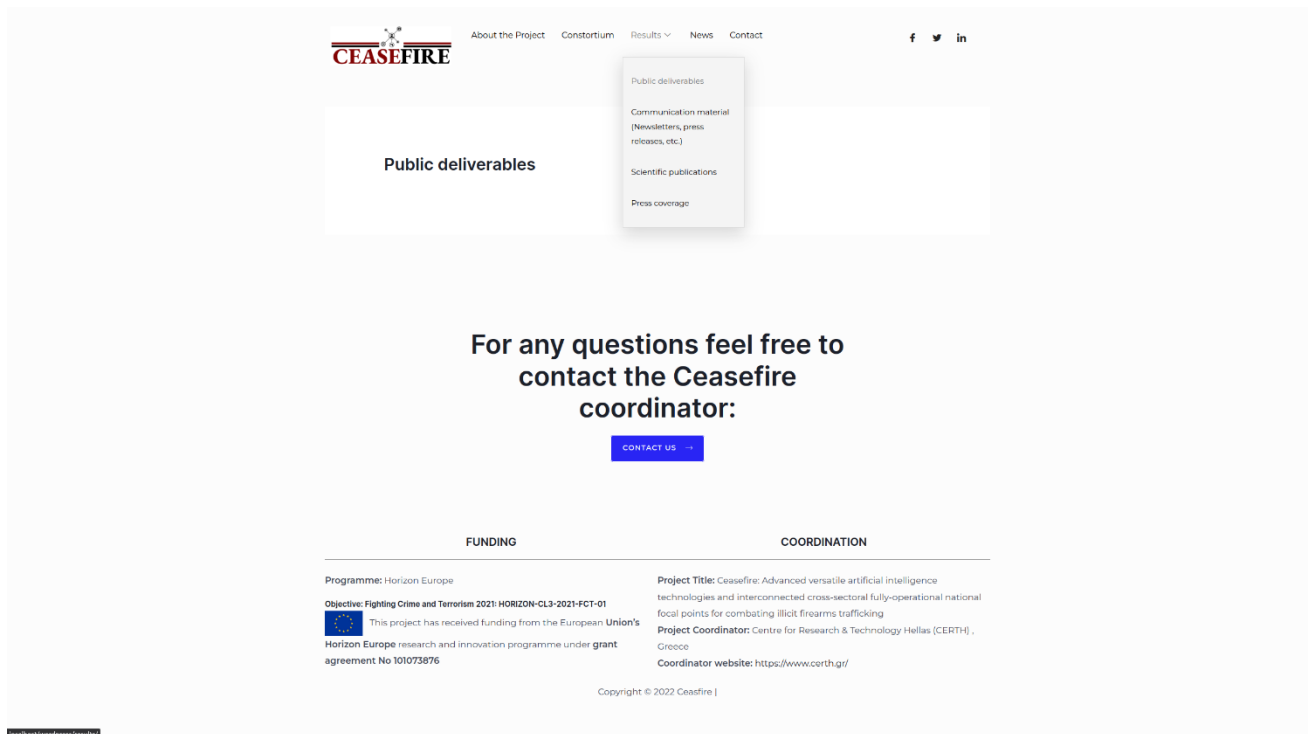 CEASEFIRE
About the Project
Constortium
Results
News
Contact
Public deliverables
Communication material
(Newsletters, press
releases, etc.)
Scientific publications
Press coverage
Public deliverables
For any questions feel free to
contact the Ceasefire
coordinator:
CONTACT US →
FUNDING
Programme: Horizon Europe
Objective: Fighting Crime and Terrorism 2021: HORIZON-CL3-2021-FCT-01
This project has received funding from the European Union's
Horizon Europe research and innovation programme under grant
agreement No 101073876
COORDINATION
Project Title: Ceasefire: Advanced versatile artificial intelligence
technologies and interconnected cross-sectoral fully-operational national
focal points for combating illicit firearms trafficking
Project Coordinator: Centre for Research & Technology Hellas (CERTH) ,
Greece
Coordinator website: https://www.certh.gr/
Copyright © 2022 Ceasfire |